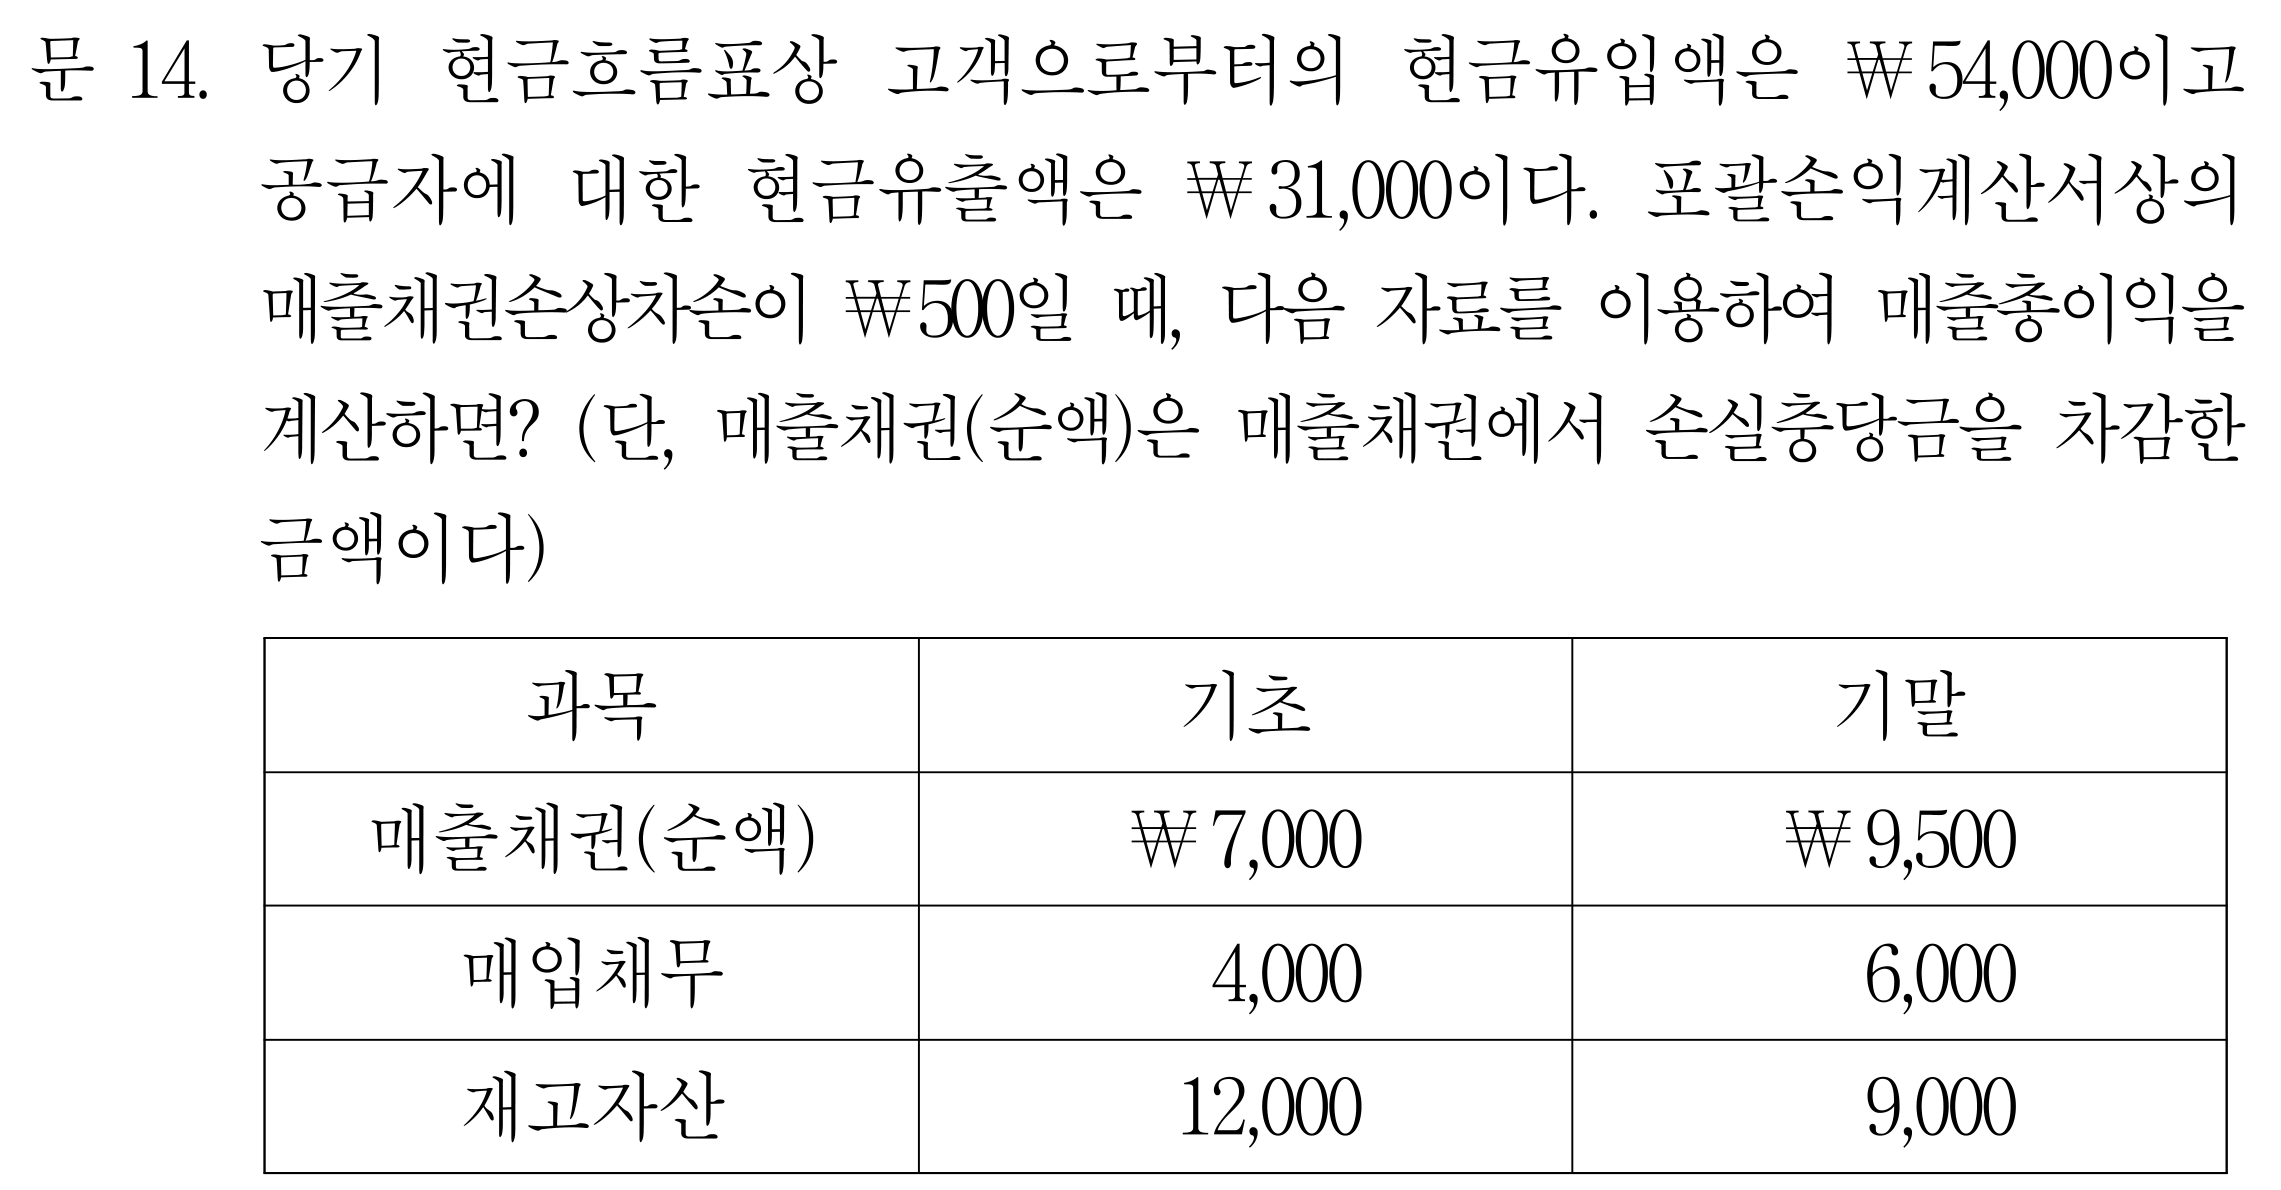 문 14. 당기 현금흐름표상 고객으로부터의 현금유입액은 ₩54,000이고
공급자에 대한 현금유출액은 ₩31,000이다. 포괄손익계산서상의
매출채권손상차손이 ₩500일 때, 다음 자료를 이용하여 매출총이익을
계산하면? (단, 매출채권(순액)은 매출채권에서 손실충당금을 차감한
금액이다)
과목 기초 기말
매출채권(순액) ₩7,000 ₩9,500
매입채무 4,000 6,000
재고자산 12,000 9,000